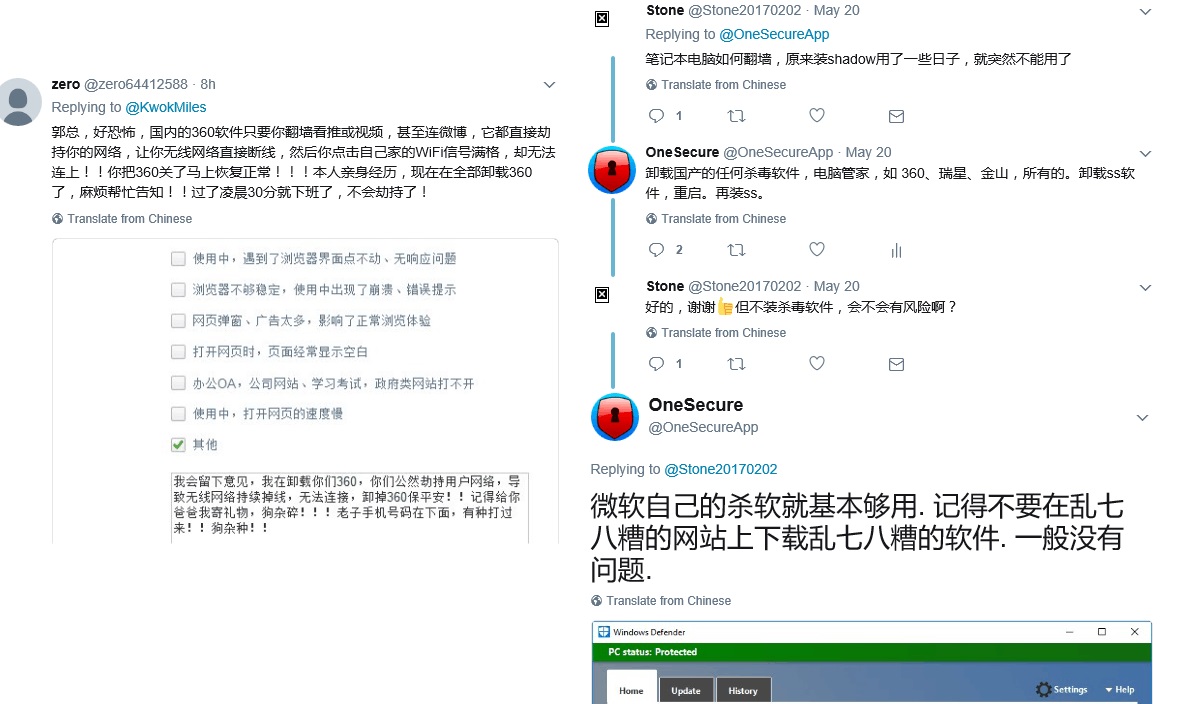 zero @zero64412588 · 8h
Replying to @KwokMiles
郭总，好恐怖，国内的360软件只要你翻墙看推或视频，甚至连微博，它都直接劫
持你的网络，让你无线网络直接断线，然后你点击自己家的WiFi信号满格，却无法
连上！！你把360关了马上恢复正常！！！本人亲身经历，现在在全部卸载360
了，麻烦帮忙告知！！过了凌晨30分就下班了，不会劫持了！
Translate from Chinese
使用中，遇到了浏览器界面点不动、无响应问题
浏览器不够稳定，使用中出现了崩溃、错误提示
网页弹窗、广告太多，影响了正常浏览体验
打开网页时，页面经常显示空白
办公OA，公司网站、学习考试，政府类网站打不开
使用中，打开网页的速度慢
其他
我会留下意见，我在卸载你们360，你们公然劫持用户网络，导
致无线网络持续掉线，无法连接，卸掉360保平安！！记得给你
爸爸我寄礼物，狗杂碎！！！老子手机号码在下面，有种打过
来！！狗杂种！！
Stone @Stone20170202 · May 20
Replying to @OneSecureApp
笔记本电脑如何翻墙，原来装shadow用了一些日子，就突然不能用了
Translate from Chinese
1
OneSecure @OneSecureApp · May 20
卸载国产的任何杀毒软件，电脑管家，如 360、瑞星、金山，所有的。卸载ss软
件，重启。再装ss。
Translate from Chinese
2
Stone @Stone20170202 · May 20
好的，谢谢👍但不装杀毒软件，会不会有风险啊？
Translate from Chinese
1
OneSecure
@OneSecureApp
Replying to @Stone20170202
微软自己的杀软就基本够用. 记得不要在乱七
八糟的网站上下载乱七八糟的软件. 一般没有
问题.
Translate from Chinese
Windows Defender
PC status: Protected
Home Update History Settings Help